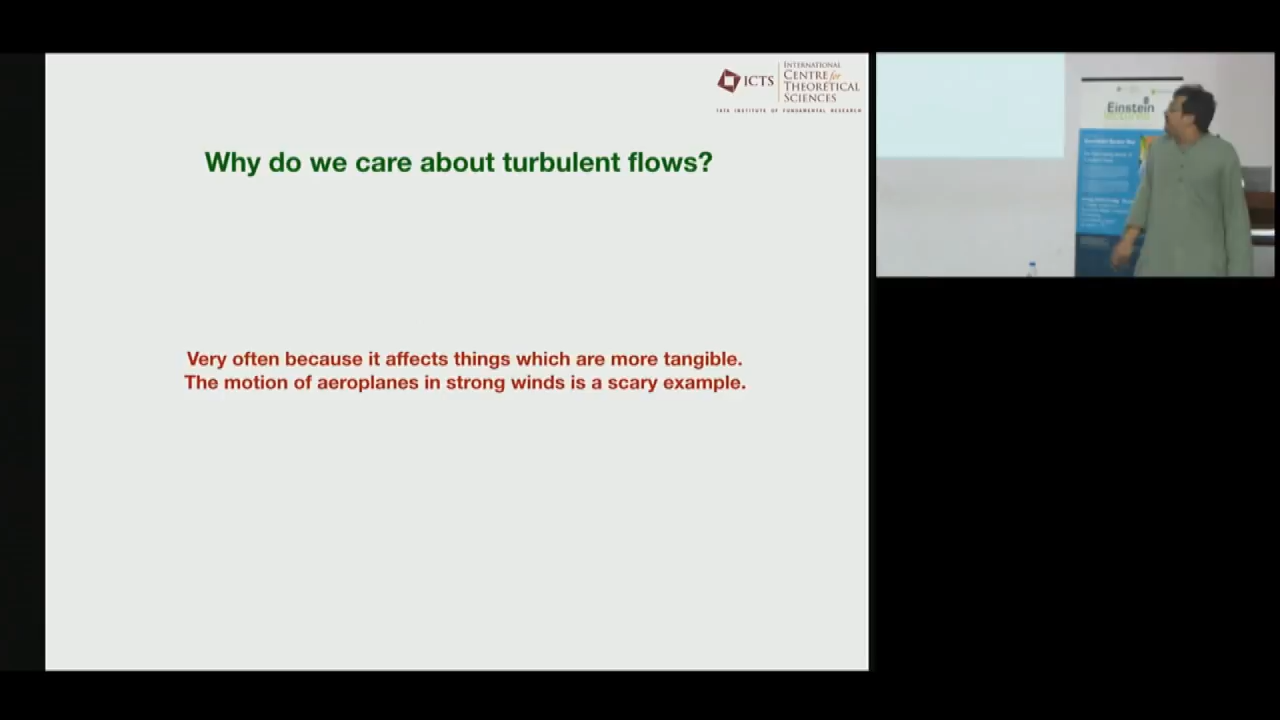 ICTS
INTERNATIONAL
CENTRE for
THEORETICAL
SCIENCES
TATA INSTITUTE OF FUNDAMENTAL RESEARCH
Why do we care about turbulent flows?
Very often because it affects things which are more tangible.
The motion of aeroplanes in strong winds is a scary example.
Einstein